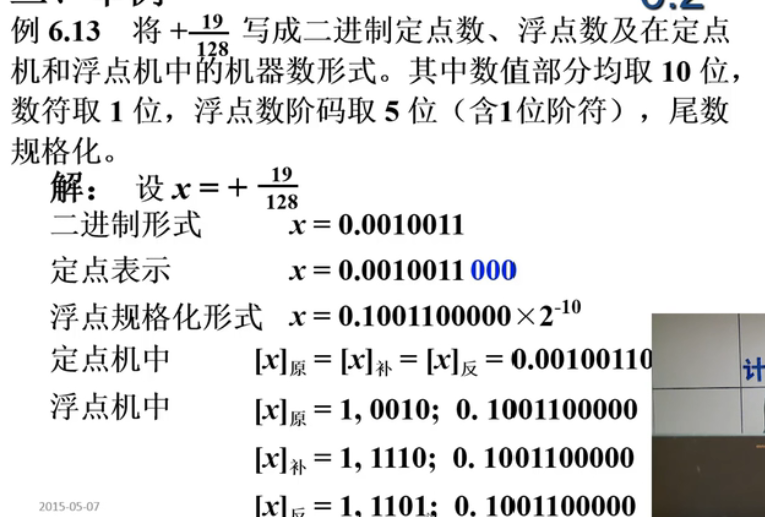 例 6.13 将 +19/128 写成二进制定点数、浮点数及在定点
机和浮点机中的机器数形式。其中数值部分均取 10 位，
数符取 1 位，浮点数阶码取 5 位（含1位阶符），尾数
规格化。
解： 设 x = + 19/128
二进制形式 x = 0.0010011
定点表示 x = 0.0010011 000
浮点规格化形式 x = 0.1001100000×2^-10
定点机中 [x]原 = [x]补 = [x]反 = 0.00100110
浮点机中 [x]原 = 1, 0010; 0. 1001100000
[x]补 = 1, 1110; 0. 1001100000
[x]反 = 1, 1101; 0. 1001100000
2015-05-07
计